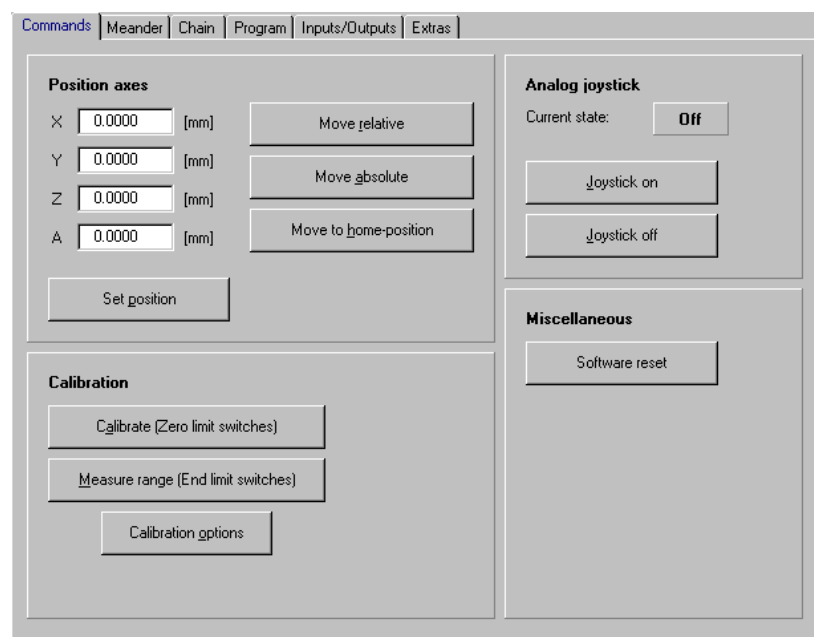 Commands Meander Chain Program Inputs/Outputs Extras
Position axes
X 0.0000 [mm]
Y 0.0000 [mm]
Z 0.0000 [mm]
A 0.0000 [mm]
Move relative
Move absolute
Move to home-position
Set position
Calibration
Calibrate (Zero limit switches)
Measure range (End limit switches)
Calibration options
Analog joystick
Current state: Off
Joystick on
Joystick off
Miscellaneous
Software reset